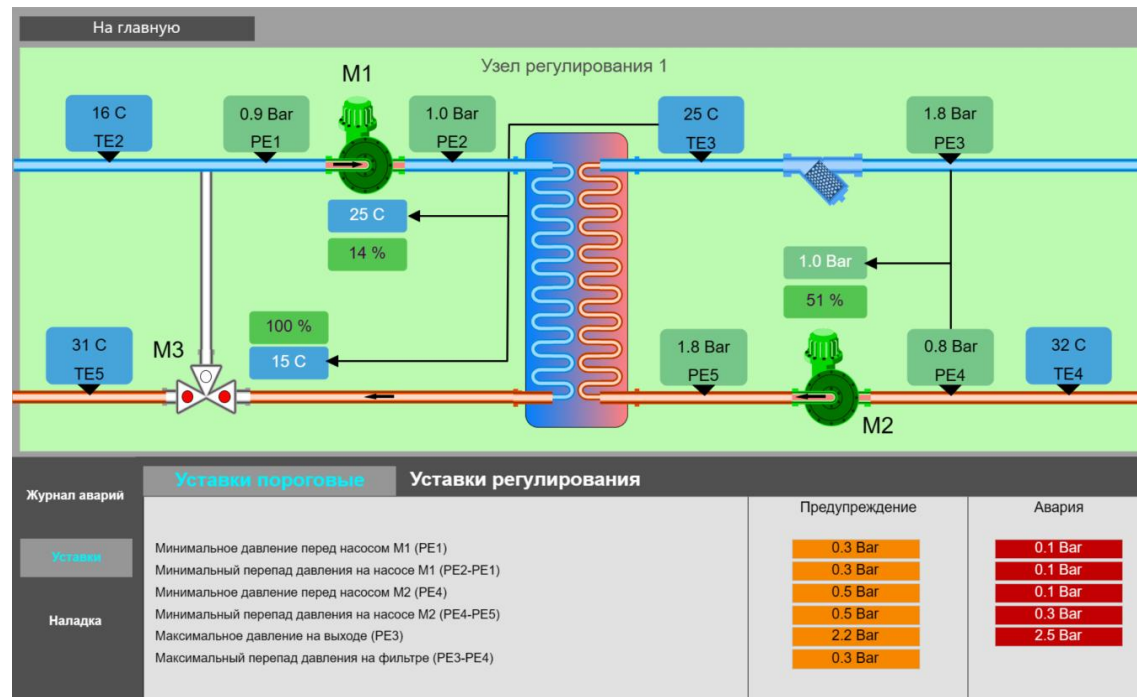 На главную
Узел регулирования 1
M1
16 C
TE2
0.9 Bar
PE1
1.0 Bar
PE2
25 C
TE3
1.8 Bar
PE3
25 C
14 %
1.0 Bar
51 %
100 %
15 C
31 C
TE5
M3
1.8 Bar
PE5
0.8 Bar
PE4
32 C
TE4
M2
Журнал аварий
Уставки
Наладка
Уставки пороговые Уставки регулирования
Предупреждение Авария
Минимальное давление перед насосом M1 (PE1) 0.3 Bar 0.1 Bar
Минимальный перепад давления на насосе M1 (PE2-PE1) 0.3 Bar 0.1 Bar
Минимальное давление перед насосом M2 (PE4) 0.5 Bar 0.1 Bar
Минимальный перепад давления на насосе M2 (PE4-PE5) 0.5 Bar 0.3 Bar
Максимальное давление на выходе (PE3) 2.2 Bar 2.5 Bar
Максимальный перепад давления на фильтре (PE3-PE4) 0.3 Bar